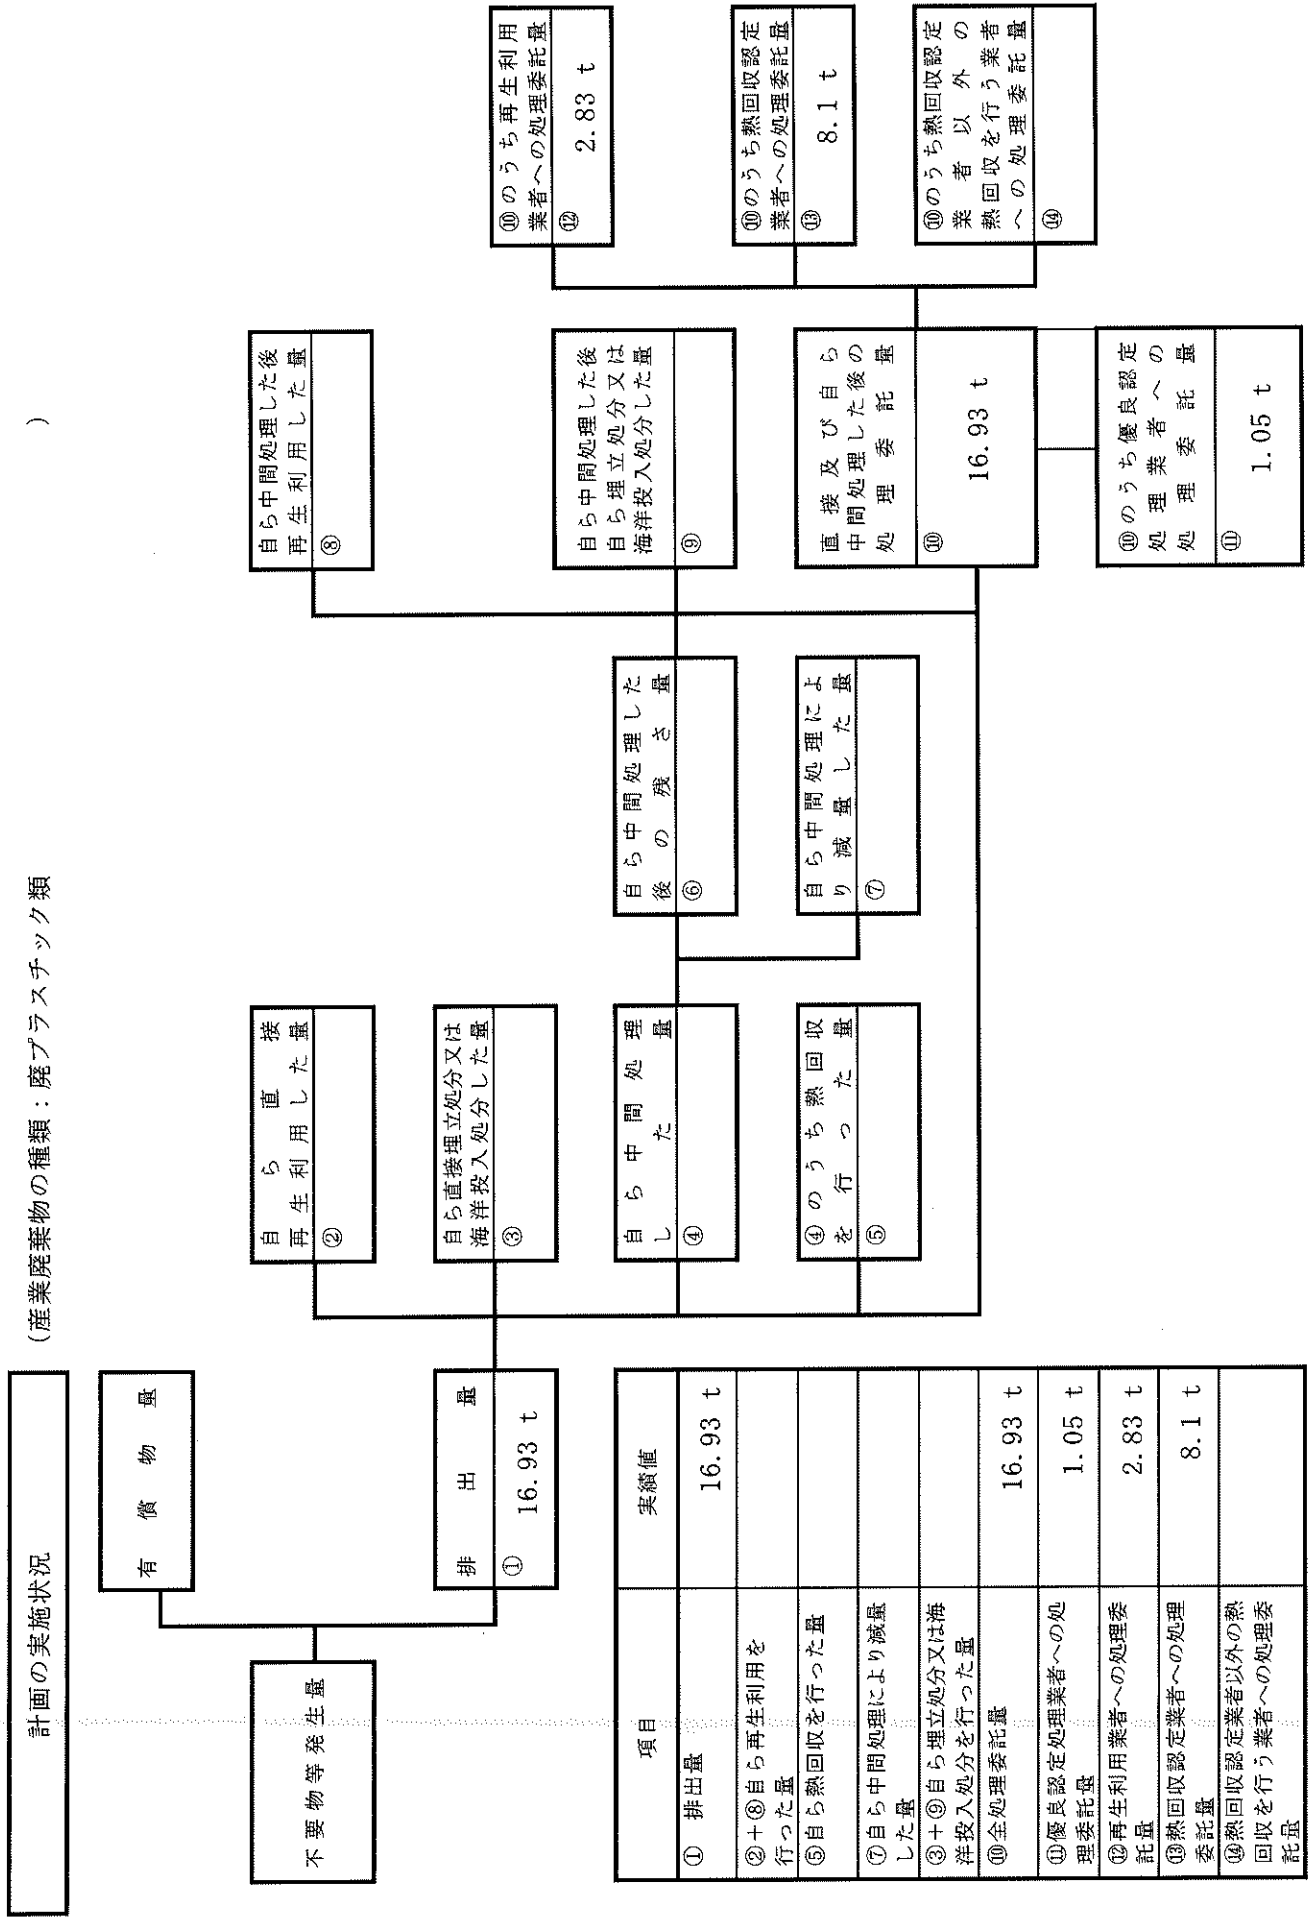 計画の実施状況
(産業廃棄物の種類：廃プラスチック類 )
不要物等発生量
有償物量
排出量
① 16.93 t
自ら直接
再生利用した量
②
自ら直接埋立処分又は
海洋投入処分した量
③
自ら中間処理
した量
④
④のうち熱回収
を行った量
⑤
自ら中間処理した
後の残さ量
⑥
自ら中間処理によ
り減量した量
⑦
自ら中間処理した後
再生利用した量
⑧
自ら中間処理した後
自ら埋立処分又は
海洋投入処分した量
⑨
直接及び自ら
中間処理した後の
処理委託量
⑩ 16.93 t
⑩のうち優良認定
処理業者への
処理委託量
⑪ 1.05 t
⑩のうち再生利用
業者への処理委託量
⑫ 2.83 t
⑩のうち熱回収認定
業者への処理委託量
⑬ 8.1 t
⑩のうち熱回収認定
業者以外の
熱回収を行う業者
への処理委託量
⑭
項目 実績値
① 排出量 16.93 t
②＋⑧自ら再生利用を
行った量
⑤自ら熱回収を行った量
⑦自ら中間処理により減量
した量
③＋⑨自ら埋立処分又は海
洋投入処分を行った量
⑩全処理委託量 16.93 t
⑪優良認定処理業者への処
理委託量 1.05 t
⑫再生利用業者への処理委
託量 2.83 t
⑬熱回収認定業者への処理
委託量 8.1 t
⑭熱回収認定業者以外の熱
回収を行う業者への処理委
託量